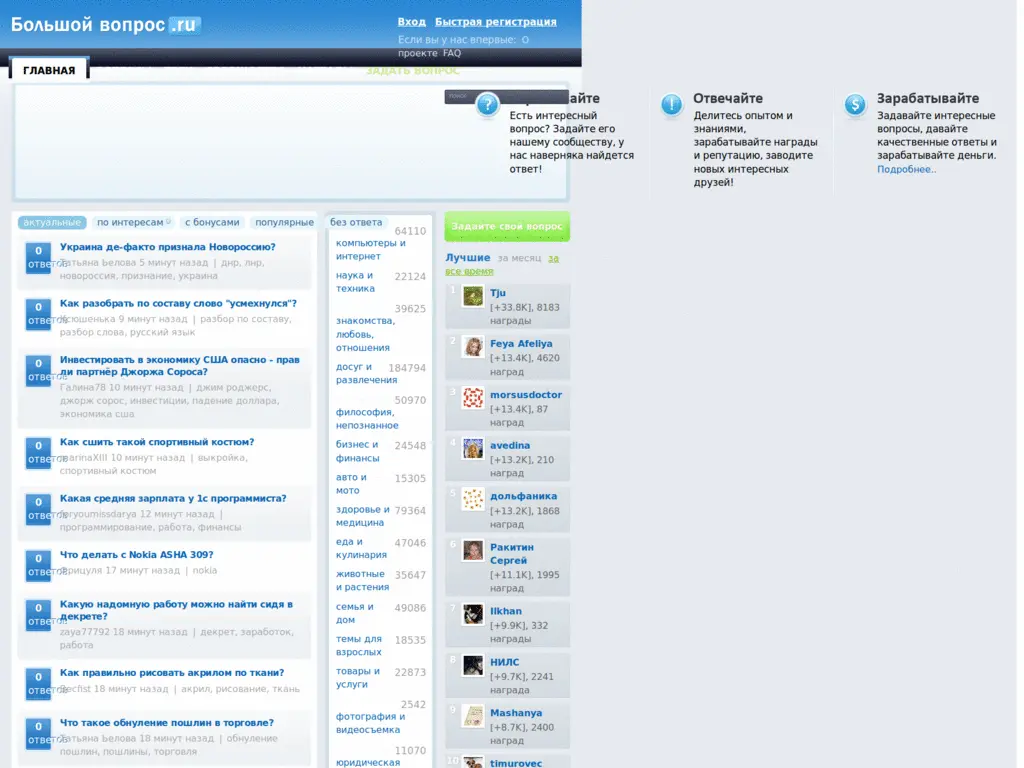 Большой вопрос .ru
Вход Быстрая регистрация
Если вы у нас впервые: О
проекте FAQ
ГЛАВНАЯ
ЗАДАТЬ ВОПРОС
Есть интересный
вопрос? Задайте его
нашему сообществу, у
нас наверняка найдется
ответ!
Отвечайте
Делитесь опытом и
знаниями,
зарабатывайте награды
и репутацию, заводите
новых интересных
друзей!
Зарабатывайте
Задавайте интересные
вопросы, давайте
качественные ответы и
зарабатывайте деньги.
Подробнее..
актуальные по интересам с бонусами популярные без ответа
0
ответов
Украина де-факто признала Новороссию?
Татьяна Белова 5 минут назад | днр, лнр,
новороссия, признание, украина
0
ответов
Как разобрать по составу слово "усмехнулся"?
Ксюшенька 9 минут назад | разбор по составу,
разбор слова, русский язык
0
ответов
Инвестировать в экономику США опасно - прав
ли партнёр Джоржа Сороса?
Галина78 10 минут назад | джим роджерс,
джорж сорос, инвестиции, падение доллара,
экономика сша
0
ответов
Как сшить такой спортивный костюм?
10 минут назад | выкройка,
спортивный костюм
0
ответов
Какая средняя зарплата у 1с программиста?
12 минут назад |
программирование, работа, финансы
0
ответов
Что делать с Nokia ASHA 309?
17 минут назад | nokia
0
ответов
Какую надомную работу можно найти сидя в
декрете?
zaya77792 18 минут назад | декрет, заработок,
работа
0
ответов
Как правильно рисовать акрилом по ткани?
18 минут назад | акрил, рисование, ткань
0
ответов
Что такое обнуление пошлин в торговле?
Татьяна Белова 18 минут назад | обнуление
пошлин, пошлины, торговля
64110
компьютеры и
интернет
наука и 22124
техника
39625
знакомства,
любовь,
отношения
досуг и 184794
развлечения
50970
философия,
непознанное
бизнес и 24548
финансы
авто и 15305
мото
здоровье и 79364
медицина
еда и 47046
кулинария
животные 35647
и растения
семья и 49086
дом
темы для 18535
взрослых
товары и 22873
услуги
2542
фотография и
видеосъемка
11070
юридическая
Задайте свой вопрос
Лучшие за месяц за
все время
1 Tju
[+33.8K], 8183
награды
2 Feya Afeliya
[+13.4K], 4620
наград
3 morsusdoctor
[+13.4K], 87
наград
4 avedina
[+13.2K], 210
наград
5 дольфаника
[+13.2K], 1868
наград
6 Ракитин
Сергей
[+11.1K], 1995
наград
7 Ilkhan
[+9.9K], 332
награды
8 НИЛС
[+9.7K], 2241
награда
9 Mashanya
[+8.7K], 2400
наград
10 timurovec